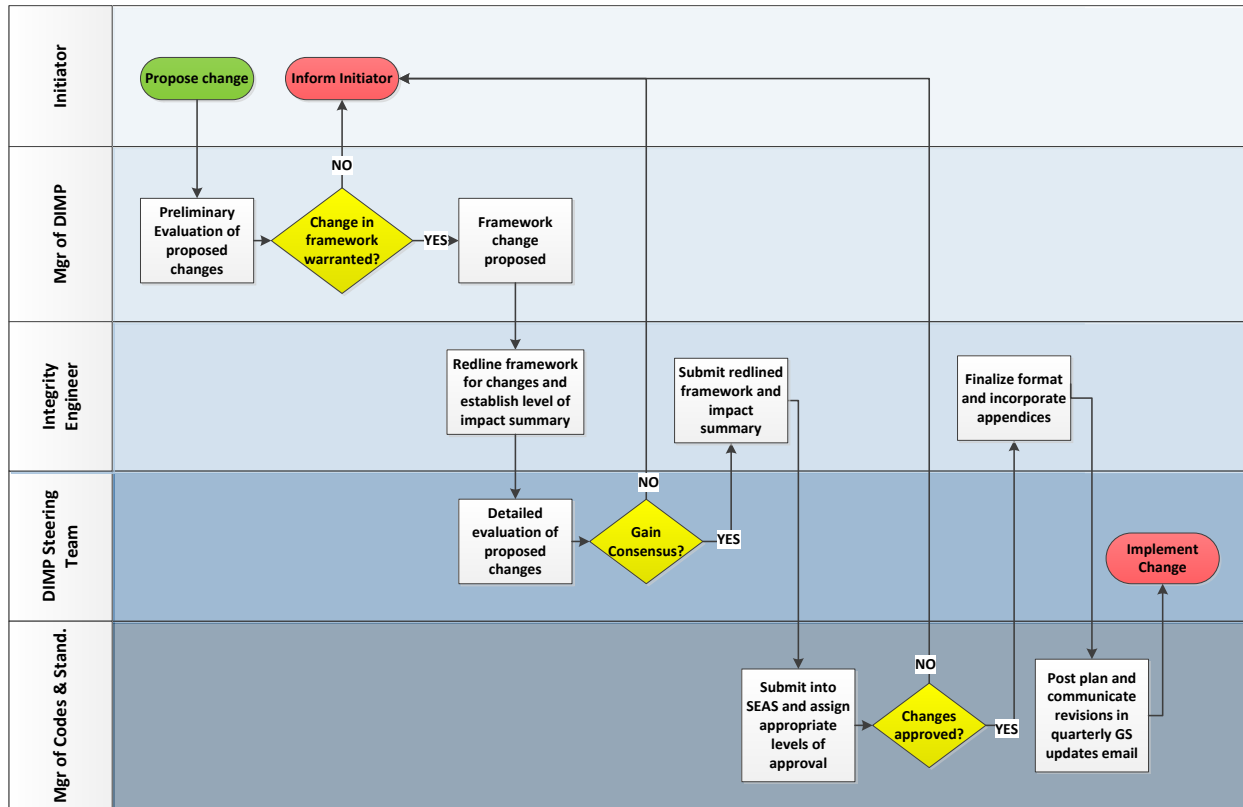 Initiator
Propose change
Inform Initiator
NO
Mgr of DIMP
Preliminary
Evaluation of
proposed
changes
Change in
framework
warranted?
YES
Framework
change
proposed
Integrity
Engineer
Redline framework
for changes and
establish level of
impact summary
Submit redlined
framework and
impact
summary
Finalize format
and incorporate
appendices
DIMP Steering
Team
Detailed
evaluation of
proposed
changes
NO
Gain
Consensus?
YES
Implement
Change
Mgr of Codes & Stand.
Submit into
SEAS and assign
appropriate
levels of
approval
NO
Changes
approved?
YES
Post plan and
communicate
revisions in
quarterly GS
updates email